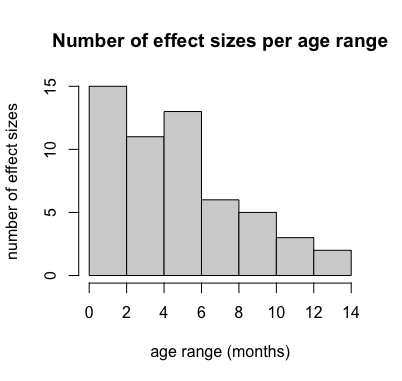 Number of effect sizes per age range
number of effect sizes
15
10
5
0
0 2 4 6 8 10 12 14
age range (months)